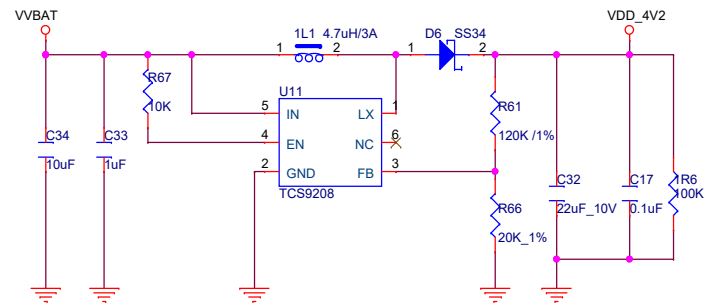 VVBAT
VDD_4V2
1L1 4.7uH/3A
D6 SS34
1 2
1 2
R67
10K
U11
5 IN LX 1
4 EN NC 6
2 GND FB 3
TCS9208
C34
10uF
C33
1uF
R61
120K /1%
R66
20K_1%
C32
22uF_10V
C17
0.1uF
1R6
100K